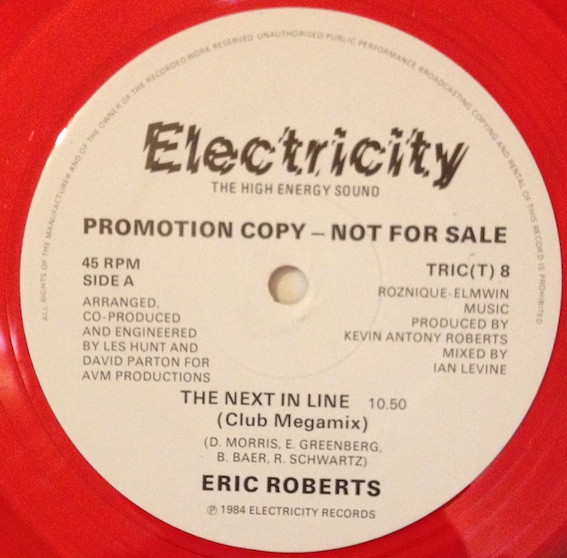 ALL RIGHTS OF THE MANUFACTURER AND OF THE OWNER OF THE RECORDED WORK RESERVED UNAUTHORISED PUBLIC PERFORMANCE BROADCASTING COPYING AND RENTAL OF THIS RECORD IS PROHIBITED
Electricity
THE HIGH ENERGY SOUND
PROMOTION COPY – NOT FOR SALE
45 RPM
SIDE A
ARRANGED,
CO-PRODUCED
AND ENGINEERED
BY LES HUNT AND
DAVID PARTON FOR
AVM PRODUCTIONS
TRIC(T) 8
ROZNIQUE-ELMWIN
MUSIC
PRODUCED BY
KEVIN ANTONY ROBERTS
MIXED BY
IAN LEVINE
THE NEXT IN LINE 10.50
(Club Megamix)
(D. MORRIS, E. GREENBERG,
B. BAER, R. SCHWARTZ)
ERIC ROBERTS
℗ 1984 ELECTRICITY RECORDS